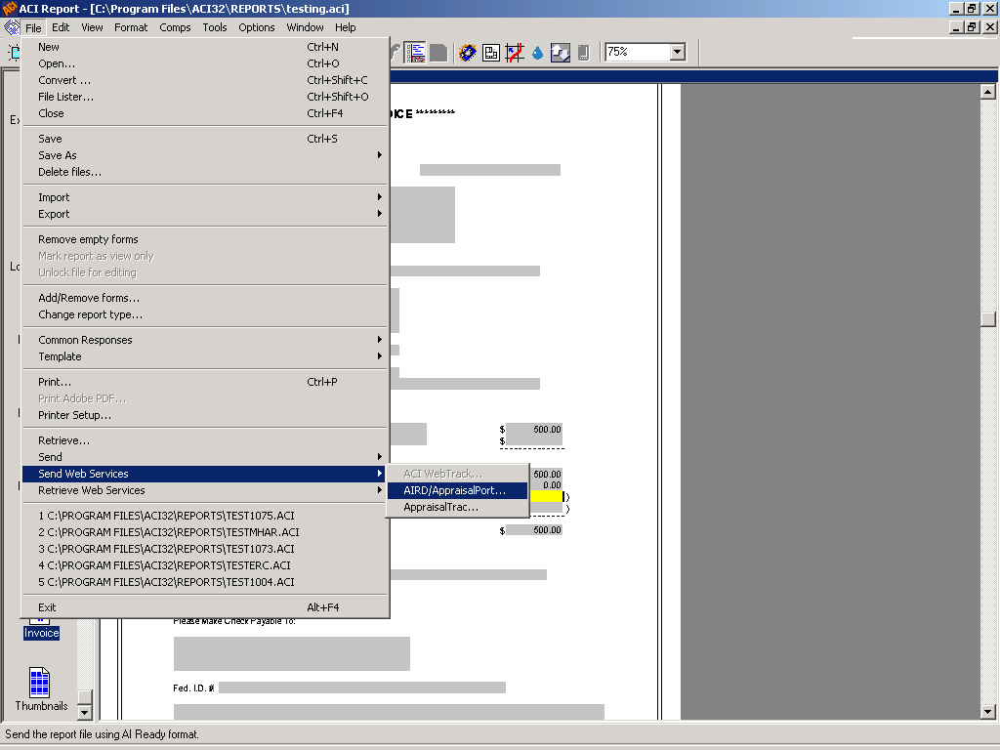 ACI Report - [C:\Program Files\ACI32\REPORTS\testing.aci]
File Edit View Format Comps Tools Options Window Help
75%
New Ctrl+N
Open... Ctrl+O
Convert ... Ctrl+Shift+C
File Lister... Ctrl+Shift+O
Close Ctrl+F4
Save Ctrl+S
Save As
Delete files...
Import
Export
Remove empty forms
Mark report as view only
Unlock file for editing
Add/Remove forms...
Change report type...
Common Responses
Template
Print... Ctrl+P
Print Adobe PDF...
Printer Setup...
Retrieve...
Send
Send Web Services
Retrieve Web Services
1 C:\PROGRAM FILES\ACI32\REPORTS\TEST1075.ACI
2 C:\PROGRAM FILES\ACI32\REPORTS\TESTMHAR.ACI
3 C:\PROGRAM FILES\ACI32\REPORTS\TEST1073.ACI
4 C:\PROGRAM FILES\ACI32\REPORTS\TESTERC.ACI
5 C:\PROGRAM FILES\ACI32\REPORTS\TEST1004.ACI
Exit Alt+F4
ACI WebTrack...
AIRD/AppraisalPort...
AppraisalTrac...
OICE *********
$ 500.00
$
500.00
0.00
)
)
$ 500.00
Please Make Check Payable To:
Fed. I.D. #:
Invoice
Thumbnails
Send the report file using AI Ready format.